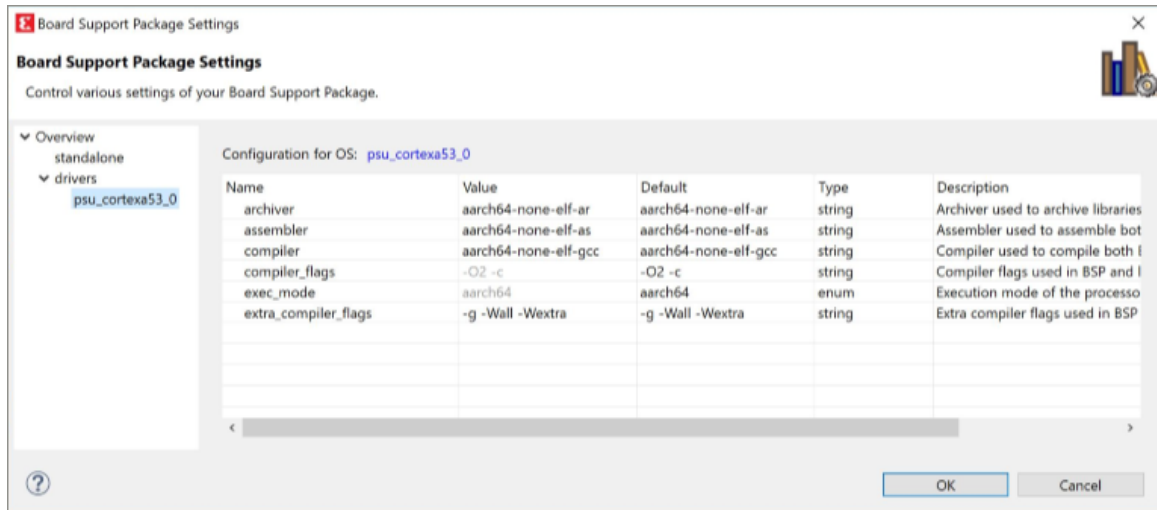 Board Support Package Settings
Board Support Package Settings
Control various settings of your Board Support Package.
Overview
standalone
drivers
psu_cortexa53_0
Configuration for OS: psu_cortexa53_0
Name Value Default Type Description
archiver aarch64-none-elf-ar aarch64-none-elf-ar string Archiver used to archive libraries
assembler aarch64-none-elf-as aarch64-none-elf-as string Assembler used to assemble bot
compiler aarch64-none-elf-gcc aarch64-none-elf-gcc string Compiler used to compile both
compiler_flags -O2 -c -O2 -c string Compiler flags used in BSP and
exec_mode aarch64 aarch64 enum Execution mode of the processo
extra_compiler_flags -g -Wall -Wextra -g -Wall -Wextra string Extra compiler flags used in BSP
OK Cancel